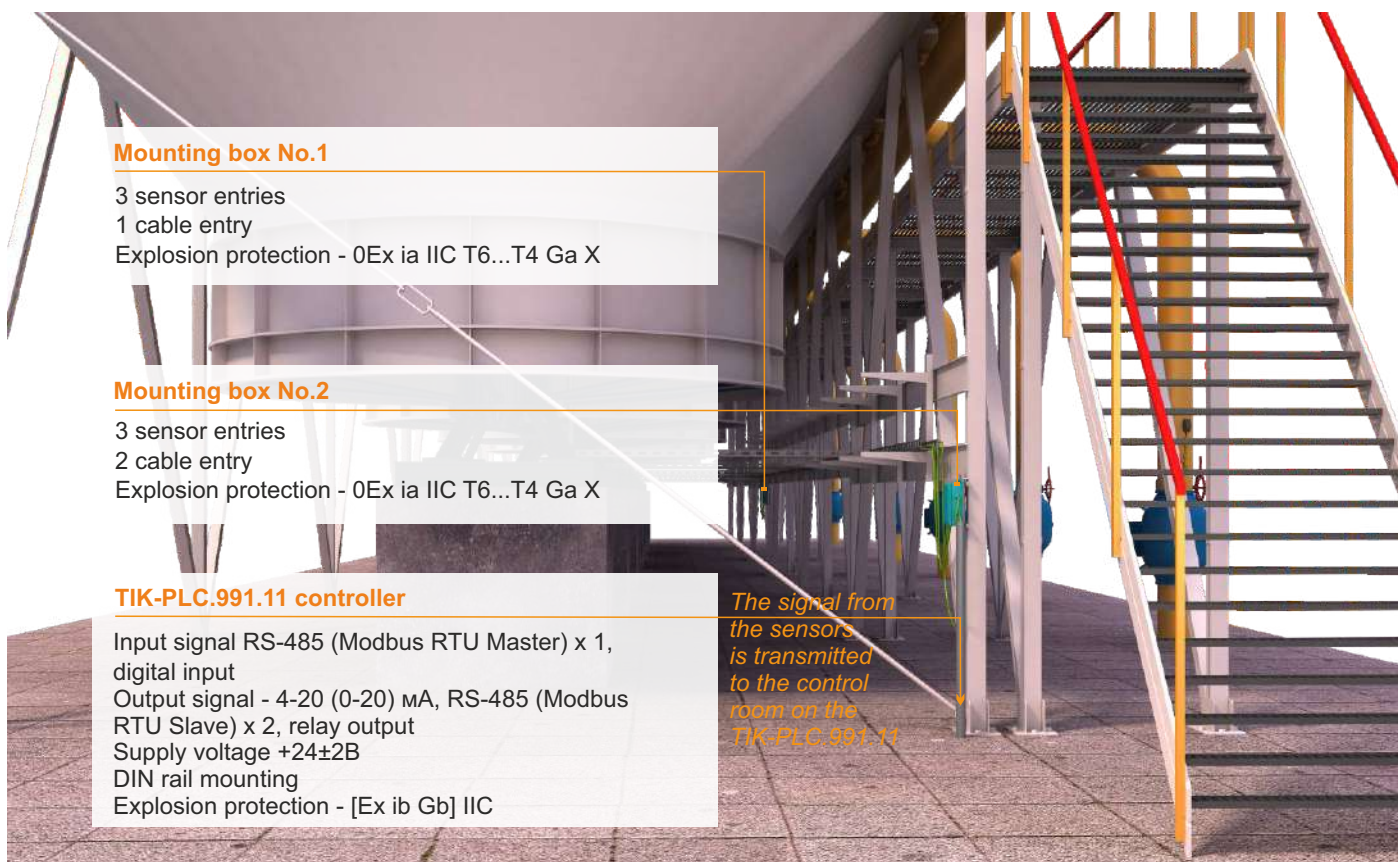 Mounting box No.1
3 sensor entries
1 cable entry
Explosion protection - 0Ex ia IIC T6...T4 Ga X
Mounting box No.2
3 sensor entries
2 cable entry
Explosion protection - 0Ex ia IIC T6...T4 Ga X
TIK-PLC.991.11 controller
Input signal RS-485 (Modbus RTU Master) x 1,
digital input
Output signal - 4-20 (0-20) мА, RS-485 (Modbus
RTU Slave) x 2, relay output
Supply voltage +24±2В
DIN rail mounting
Explosion protection - [Ex ib Gb] IIC
The signal from
the sensors
is transmitted
to the control
room on the
TIK-PLC.991.11